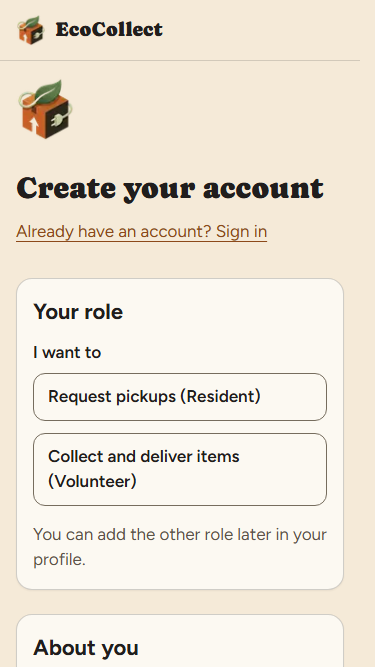 EcoCollect
Create your account
Already have an account? Sign in
Your role
I want to
Request pickups (Resident)
Collect and deliver items
(Volunteer)
You can add the other role later in your
profile.
About you